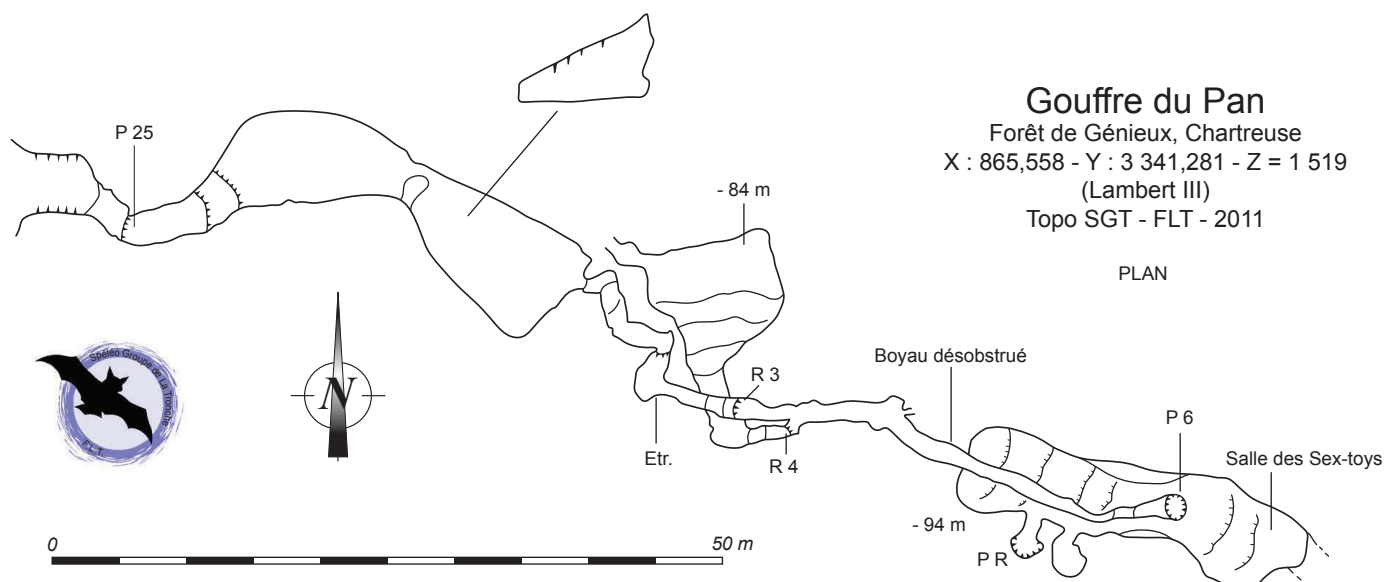 Gouffre du Pan
Forêt de Génieux, Chartreuse
X : 865,558 - Y : 3 341,281 - Z = 1 519
(Lambert III)
Topo SGT - FLT - 2011
PLAN
P 25
- 84 m
Boyau désobstrué
R 3
P 6
Salle des Sex-toys
Etr.
R 4
- 94 m
P R
N
Spéléo Groupe de La Tronche
F.L.T.
0
50 m